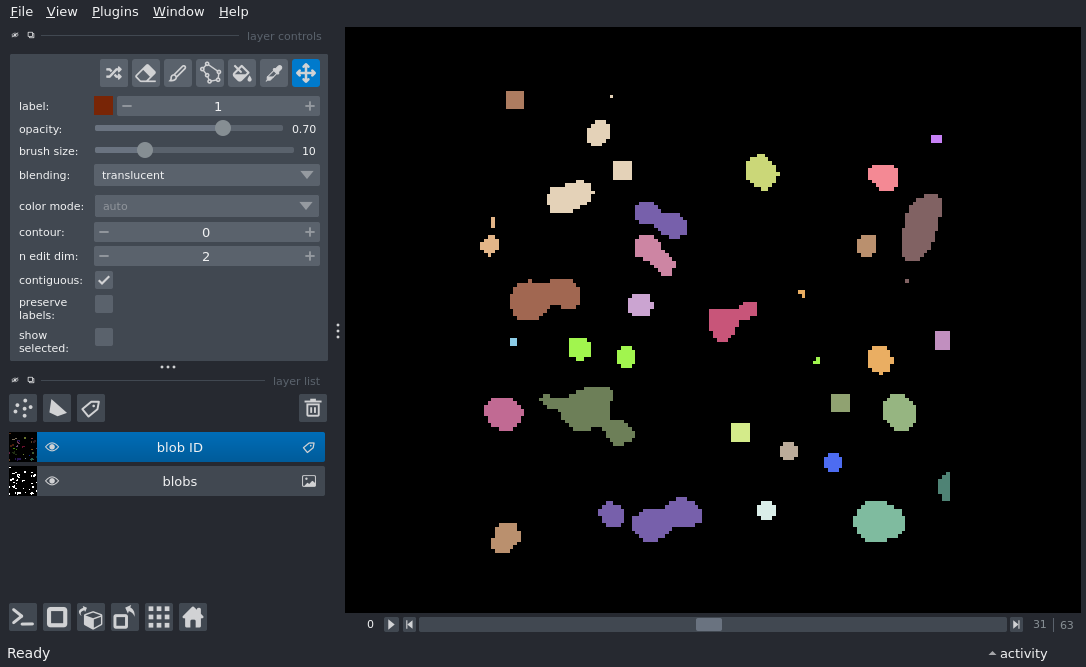 File View Plugins Window Help
layer controls
label: 1
opacity: 0.70
brush size: 10
blending: translucent
color mode: auto
contour: 0
n edit dim: 2
contiguous:
preserve
labels:
show
selected:
layer list
blob ID
blobs
0 31 63
Ready activity